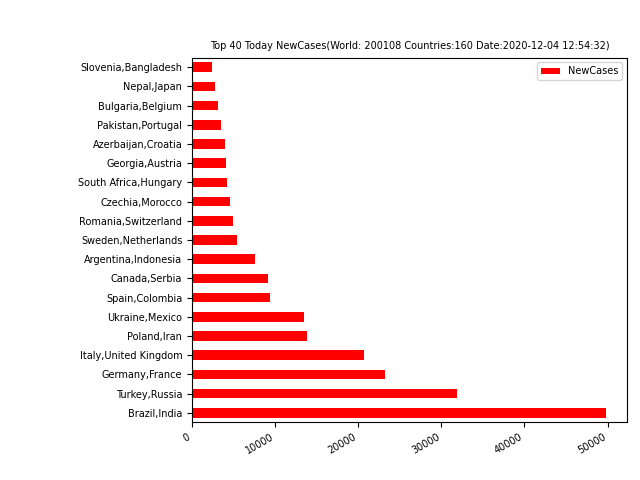 Top 40 Today NewCases(World: 200108 Countries:160 Date:2020-12-04 12:54:32)
NewCases
Slovenia,Bangladesh
Nepal,Japan
Bulgaria,Belgium
Pakistan,Portugal
Azerbaijan,Croatia
Georgia,Austria
South Africa,Hungary
Czechia,Morocco
Romania,Switzerland
Sweden,Netherlands
Argentina,Indonesia
Canada,Serbia
Spain,Colombia
Ukraine,Mexico
Poland,Iran
Italy,United Kingdom
Germany,France
Turkey,Russia
Brazil,India
0 10000 20000 30000 40000 50000